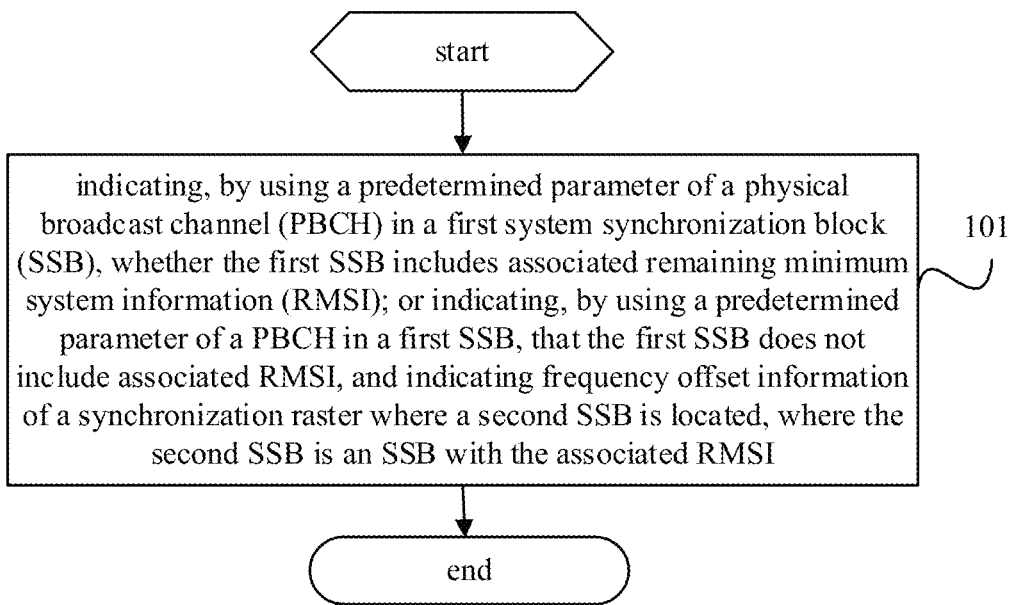 start
indicating, by using a predetermined parameter of a physical
broadcast channel (PBCH) in a first system synchronization block
(SSB), whether the first SSB includes associated remaining minimum
system information (RMSI); or indicating, by using a predetermined
parameter of a PBCH in a first SSB, that the first SSB does not
include associated RMSI, and indicating frequency offset information
of a synchronization raster where a second SSB is located, where the
second SSB is an SSB with the associated RMSI
101
end